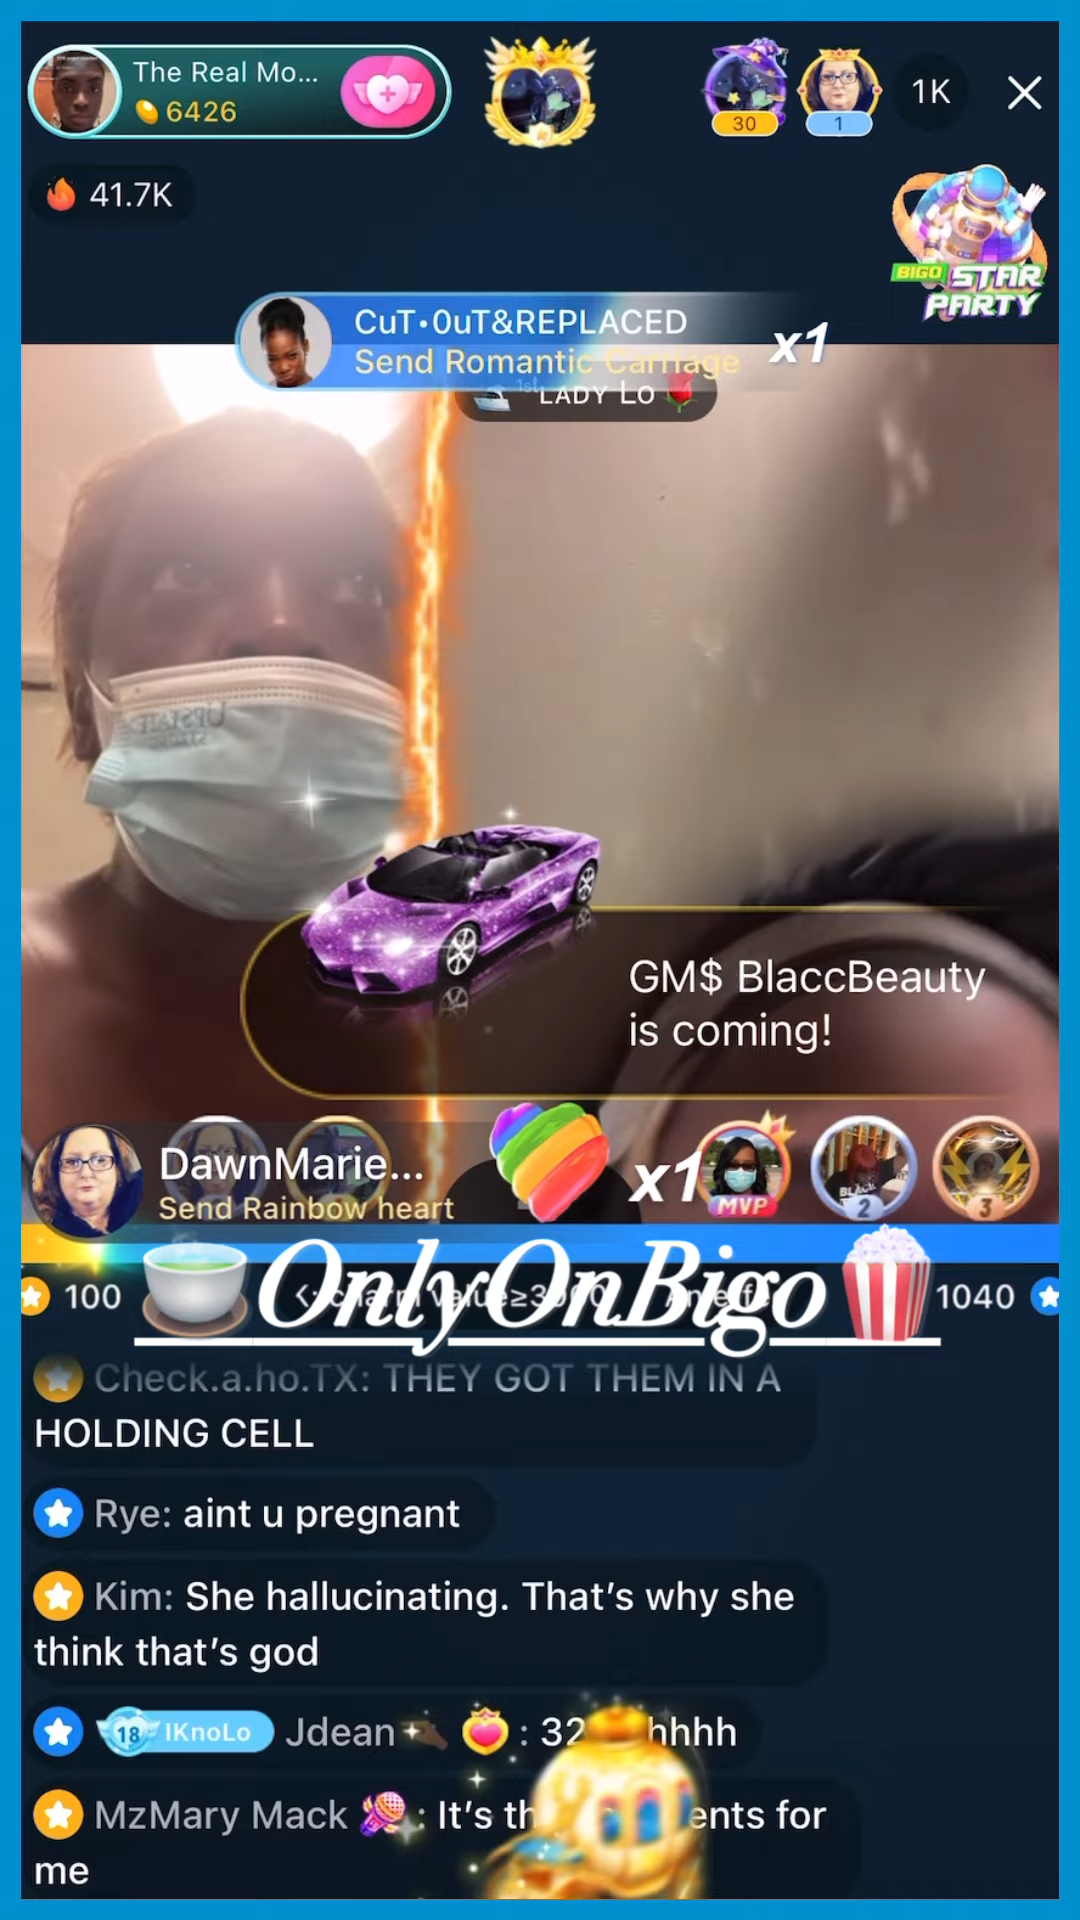 The Real Mo...
6426
30
1
1K
41.7K
BIGO STAR
PARTY
CuT•0uT&REPLACED
Send Romantic Carriage
x1
1st
LADY LO
UPSTATE
GM$ BlaccBeauty
is coming!
DawnMarie...
Send Rainbow heart
x1
MVP
2
3
100
OnlyOnBigo
1040
Check.a.ho.TX: THEY GOT THEM IN A
HOLDING CELL
Rye: aint u pregnant
Kim: She hallucinating. That's why she
think that's god
18 IKnoLo Jdean : 32 hhhh
MzMary Mack : It's ents for
me